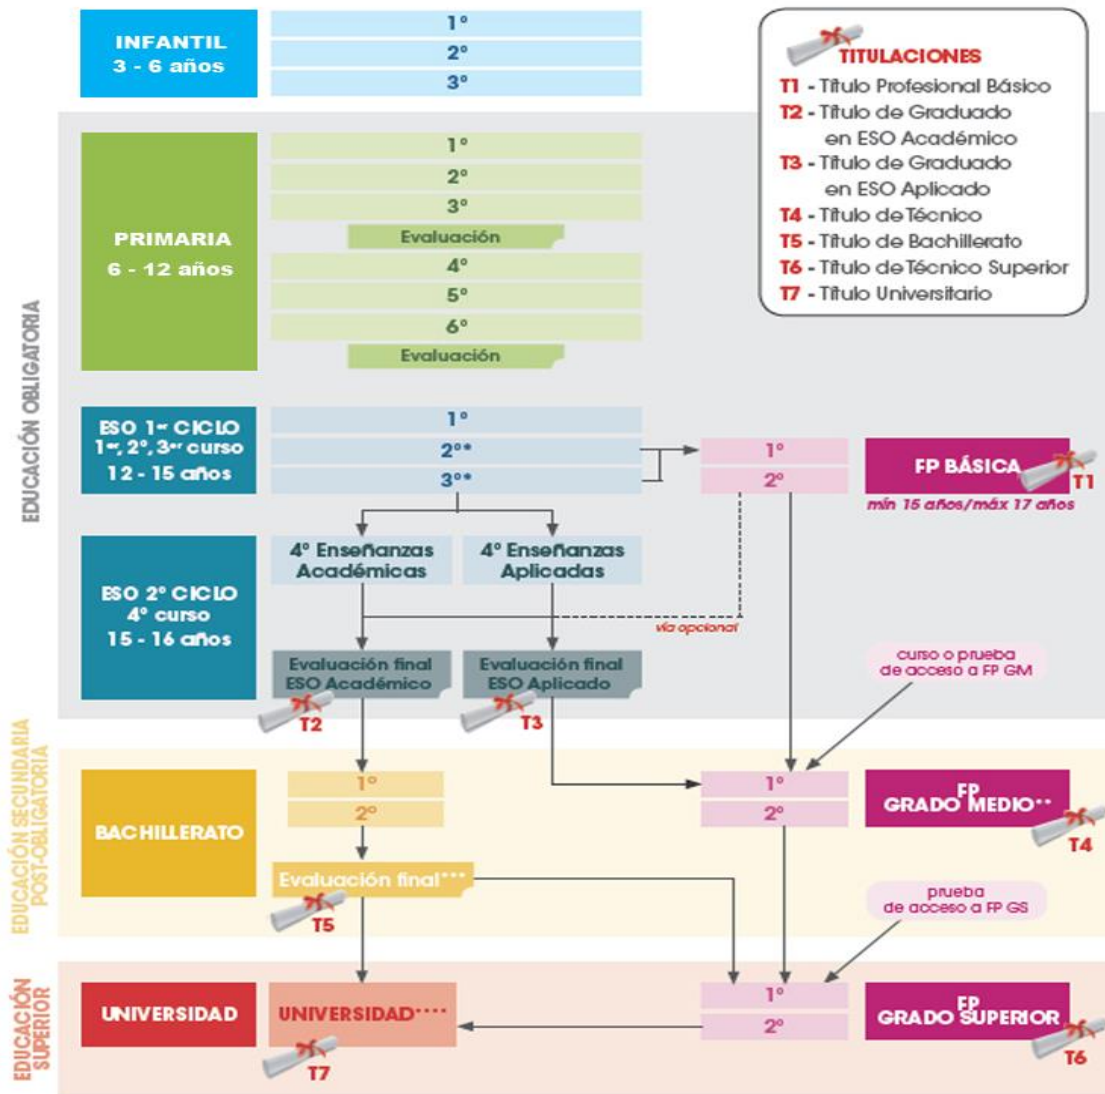 INFANTIL
3 - 6 años
1º
2º
3º
TITULACIONES
T1 - Título Profesional Básico
T2 - Título de Graduado
en ESO Académico
T3 - Título de Graduado
en ESO Aplicado
T4 - Título de Técnico
T5 - Título de Bachillerato
T6 - Título de Técnico Superior
T7 - Título Universitario
EDUCACIÓN OBLIGATORIA
PRIMARIA
6 - 12 años
1º
2º
3º
Evaluación
4º
5º
6º
Evaluación
ESO 1er CICLO
1er, 2º, 3er curso
12 - 15 años
1º
2º*
3º*
1º
2º
FP BÁSICA
T1
mín 15 años/máx 17 años
ESO 2º CICLO
4º curso
15 - 16 años
4º Enseñanzas
Académicas
4º Enseñanzas
Aplicadas
vía opcional
Evaluación final
ESO Académico
T2
Evaluación final
ESO Aplicado
T3
curso o prueba
de acceso a FP GM
EDUCACIÓN SECUNDARIA
POST-OBLIGATORIA
BACHILLERATO
1º
2º
Evaluación final***
T5
1º
2º
FP
GRADO MEDIO**
T4
prueba
de acceso a FP GS
EDUCACIÓN
SUPERIOR
UNIVERSIDAD
UNIVERSIDAD****
T7
1º
2º
FP
GRADO SUPERIOR
T6